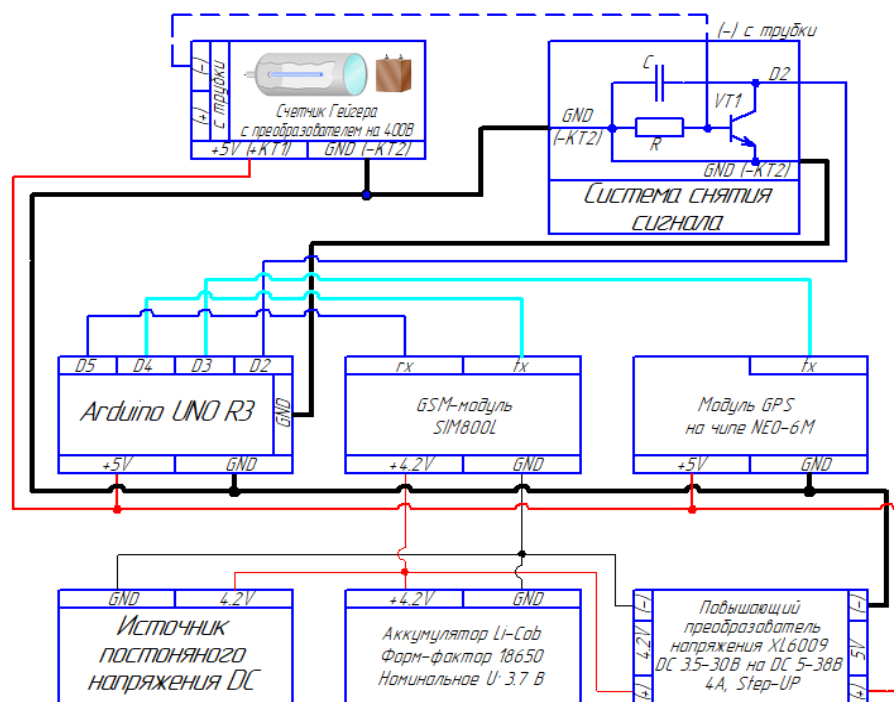 (-) с трубки
(-)
(+)
с трубки
Счетчик Гейгера
с преобразователем на 400В
+5V (+КТ1)
GND (-КТ2)
C
D2
VT1
GND
(-КТ2)
R
GND (-КТ2)
Система снятия
сигнала
D5
D4
D3
D2
Arduino UNO R3
GND
+5V
GND
rx
tx
GSM-модуль
SIM800L
+4.2V
GND
tx
Модуль GPS
на чипе NEO-6M
+5V
GND
GND
4.2V
Источник
постоняного
напряжения DC
+4.2V
GND
Аккумулятор Li-Cob
Форм-фактор 18650
Номинальное U: 3.7 В
(-)
4.2V
(+)
Повышающий
преобразователь
напряжения XL6009
DC 3.5-30В на DC 5-38В
4А, Step-UP
(-)
5V
(+)